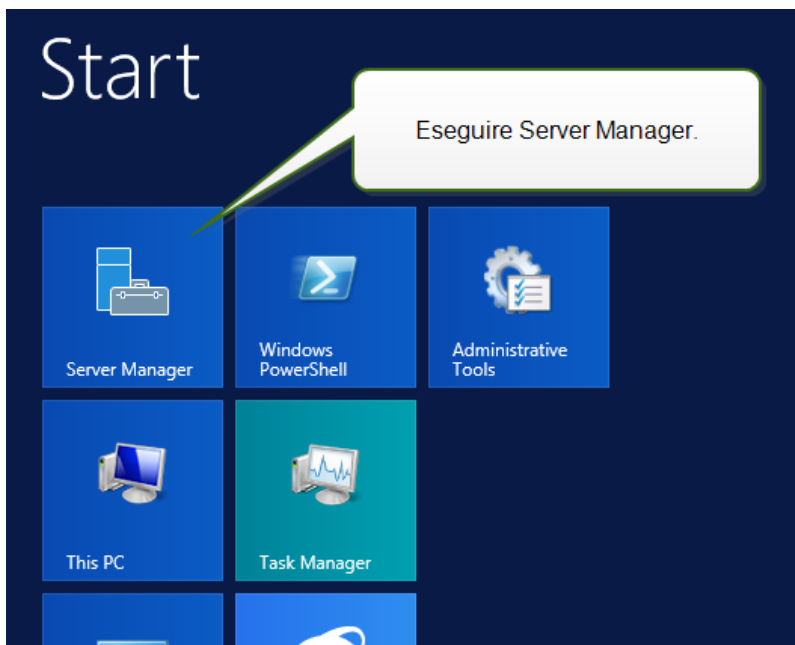 Start
Eseguire Server Manager.
Server Manager
Windows
PowerShell
Administrative
Tools
This PC
Task Manager